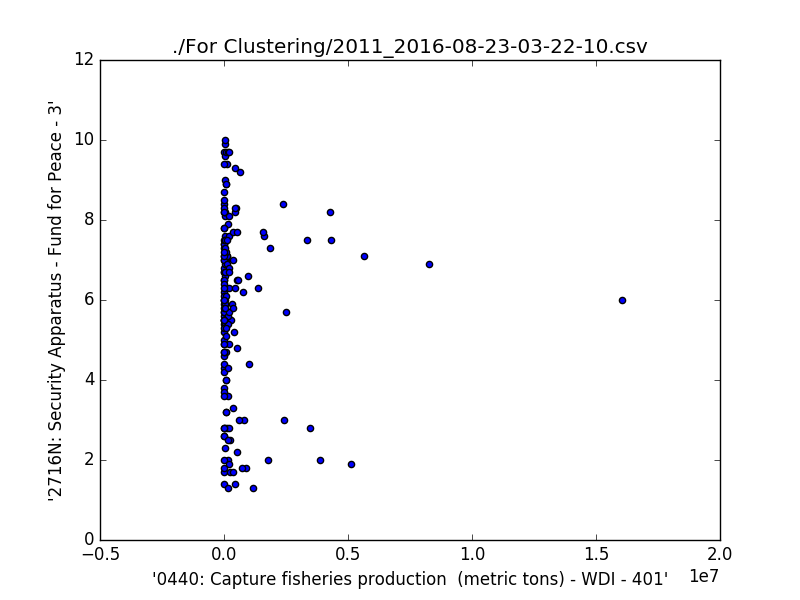 ./For Clustering/2011_2016-08-23-03-22-10.csv
12
10
8
6
4
2
0
'2716N: Security Apparatus - Fund for Peace - 3'
−0.5 0.0 0.5 1.0 1.5 2.0
1e7
'0440: Capture fisheries production  (metric tons) - WDI - 401'